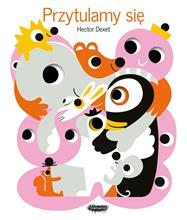 Przytulamy się
Hector Dexet